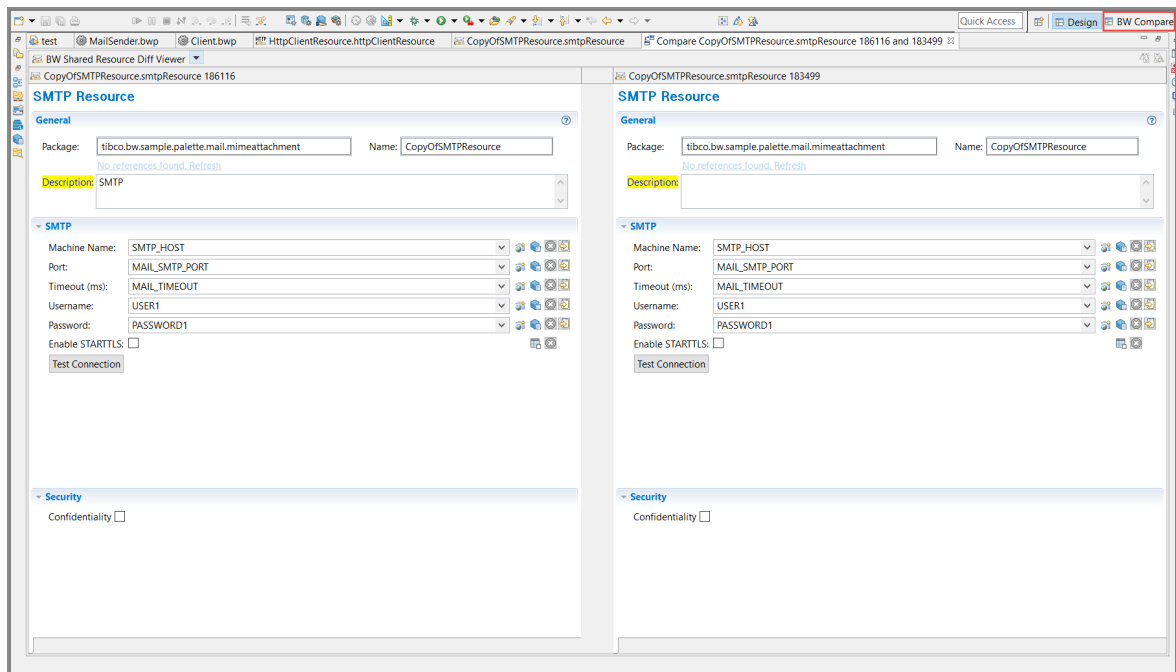 Quick Access Design BW Compare
test MailSender.bwp Client.bwp HttpClientResource.httpClientResource CopyOfSMTPResource.smtpResource Compare CopyOfSMTPResource.smtpResource 186116 and 183499
BW Shared Resource Diff Viewer
CopyOfSMTPResource.smtpResource 186116
SMTP Resource
General
Package: tibco.bw.sample.palette.mail.mimeattachment Name: CopyOfSMTPResource
No references found. Refresh
Description: SMTP
SMTP
Machine Name: SMTP_HOST
Port: MAIL_SMTP_PORT
Timeout (ms): MAIL_TIMEOUT
Username: USER1
Password: PASSWORD1
Enable STARTTLS:
Test Connection
Security
Confidentiality
CopyOfSMTPResource.smtpResource 183499
SMTP Resource
General
Package: tibco.bw.sample.palette.mail.mimeattachment Name: CopyOfSMTPResource
No references found. Refresh
Description:
SMTP
Machine Name: SMTP_HOST
Port: MAIL_SMTP_PORT
Timeout (ms): MAIL_TIMEOUT
Username: USER1
Password: PASSWORD1
Enable STARTTLS:
Test Connection
Security
Confidentiality